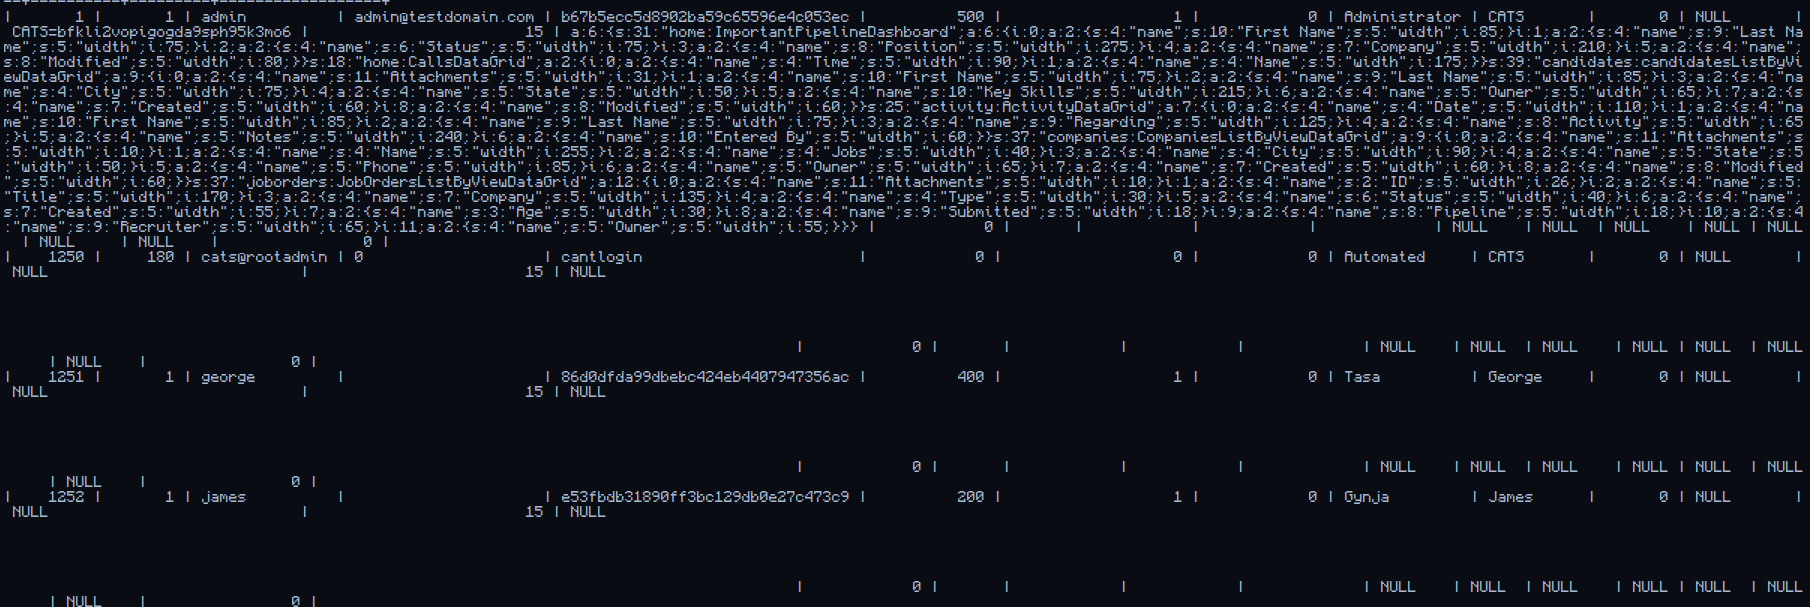 | 1 | 1 | admin | admin@testdomain.com | b67b5ecc5d8902ba59c65596e4c053ec | 500 | 1 | 0 | Administrator | CATS | 0 | NULL |
CATS=bfkli2vopigogda9sph95k3mo6 | 15 | a:6:{s:31:"home:ImportantPipelineDashboard";a:6:{i:0;a:2:{s:4:"name";s:10:"First Name";s:5:"width";i:85;}i:1;a:2:{s:4:"name";s:9:"Last Na
me";s:5:"width";i:75;}i:2;a:2:{s:4:"name";s:6:"Status";s:5:"width";i:75;}i:3;a:2:{s:4:"name";s:8:"Position";s:5:"width";i:275;}i:4;a:2:{s:4:"name";s:7:"Company";s:5:"width";i:210;}i:5;a:2:{s:4:"name";
s:8:"Modified";s:5:"width";i:80;}}s:18:"home:CallsDataGrid";a:2:{i:0;a:2:{s:4:"name";s:4:"Time";s:5:"width";i:90;}i:1;a:2:{s:4:"name";s:4:"Name";s:5:"width";i:175;}}s:39:"candidates:candidatesListByVi
ewDataGrid";a:9:{i:0;a:2:{s:4:"name";s:11:"Attachments";s:5:"width";i:31;}i:1;a:2:{s:4:"name";s:10:"First Name";s:5:"width";i:75;}i:2;a:2:{s:4:"name";s:9:"Last Name";s:5:"width";i:85;}i:3;a:2:{s:4:"na
me";s:4:"City";s:5:"width";i:75;}i:4;a:2:{s:4:"name";s:5:"State";s:5:"width";i:50;}i:5;a:2:{s:4:"name";s:10:"Key Skills";s:5:"width";i:215;}i:6;a:2:{s:4:"name";s:5:"Owner";s:5:"width";i:65;}i:7;a:2:{s
:4:"name";s:7:"Created";s:5:"width";i:60;}i:8;a:2:{s:4:"name";s:8:"Modified";s:5:"width";i:60;}}s:25:"activity:ActivityDataGrid";a:7:{i:0;a:2:{s:4:"name";s:4:"Date";s:5:"width";i:110;}i:1;a:2:{s:4:"na
me";s:10:"First Name";s:5:"width";i:85;}i:2;a:2:{s:4:"name";s:9:"Last Name";s:5:"width";i:75;}i:3;a:2:{s:4:"name";s:9:"Regarding";s:5:"width";i:125;}i:4;a:2:{s:4:"name";s:8:"Activity";s:5:"width";i:65
;}i:5;a:2:{s:4:"name";s:5:"Notes";s:5:"width";i:240;}i:6;a:2:{s:4:"name";s:10:"Entered By";s:5:"width";i:60;}}s:37:"companies:CompaniesListByViewDataGrid";a:9:{i:0;a:2:{s:4:"name";s:11:"Attachments";s
:5:"width";i:10;}i:1;a:2:{s:4:"name";s:4:"Name";s:5:"width";i:255;}i:2;a:2:{s:4:"name";s:4:"Jobs";s:5:"width";i:40;}i:3;a:2:{s:4:"name";s:4:"City";s:5:"width";i:90;}i:4;a:2:{s:4:"name";s:5:"State";s:5
:"width";i:50;}i:5;a:2:{s:4:"name";s:5:"Phone";s:5:"width";i:85;}i:6;a:2:{s:4:"name";s:5:"Owner";s:5:"width";i:65;}i:7;a:2:{s:4:"name";s:7:"Created";s:5:"width";i:60;}i:8;a:2:{s:4:"name";s:8:"Modified
";s:5:"width";i:60;}}s:37:"joborders:JobOrdersListByViewDataGrid";a:12:{i:0;a:2:{s:4:"name";s:11:"Attachments";s:5:"width";i:10;}i:1;a:2:{s:4:"name";s:2:"ID";s:5:"width";i:26;}i:2;a:2:{s:4:"name";s:5:
"Title";s:5:"width";i:170;}i:3;a:2:{s:4:"name";s:7:"Company";s:5:"width";i:135;}i:4;a:2:{s:4:"name";s:4:"Type";s:5:"width";i:30;}i:5;a:2:{s:4:"name";s:6:"Status";s:5:"width";i:40;}i:6;a:2:{s:4:"name";
s:7:"Created";s:5:"width";i:55;}i:7;a:2:{s:4:"name";s:3:"Age";s:5:"width";i:30;}i:8;a:2:{s:4:"name";s:9:"Submitted";s:5:"width";i:18;}i:9;a:2:{s:4:"name";s:8:"Pipeline";s:5:"width";i:18;}i:10;a:2:{s:4
:"name";s:9:"Recruiter";s:5:"width";i:65;}i:11;a:2:{s:4:"name";s:5:"Owner";s:5:"width";i:55;}}} | 0 | | | | | NULL | NULL | NULL | NULL | NULL
| NULL | NULL | 0 |
| 1250 | 180 | cats@rootadmin | 0 | cantlogin | 0 | 0 | 0 | Automated | CATS | 0 | NULL |
NULL | 15 | NULL
| 0 | | | | | NULL | NULL | NULL | NULL | NULL
| NULL | 0 |
| 1251 | 1 | george | | 86d0dfda99dbebc424eb4407947356ac | 400 | 1 | 0 | Tasa | George | 0 | NULL |
NULL | 15 | NULL
| 0 | | | | | NULL | NULL | NULL | NULL | NULL
| NULL | 0 |
| 1252 | 1 | james | | e53fbdb31890ff3bc129db0e27c473c9 | 200 | 1 | 0 | Gynja | James | 0 | NULL |
NULL | 15 | NULL
| 0 | | | | | NULL | NULL | NULL | NULL | NULL
| NULL | 0 |